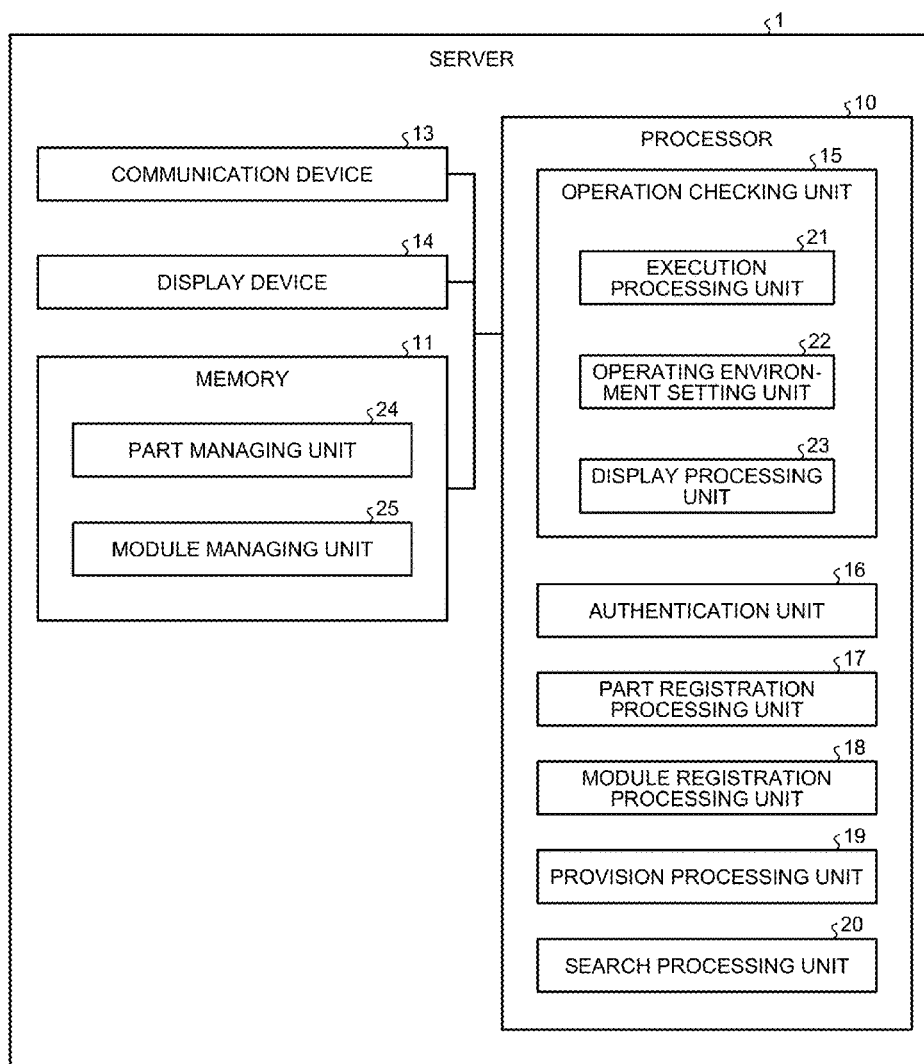 1
SERVER
13
COMMUNICATION DEVICE
14
DISPLAY DEVICE
11
MEMORY
24
PART MANAGING UNIT
25
MODULE MANAGING UNIT
10
PROCESSOR
15
OPERATION CHECKING UNIT
21
EXECUTION
PROCESSING UNIT
22
OPERATING ENVIRON-
MENT SETTING UNIT
23
DISPLAY PROCESSING
UNIT
16
AUTHENTICATION UNIT
17
PART REGISTRATION
PROCESSING UNIT
18
MODULE REGISTRATION
PROCESSING UNIT
19
PROVISION PROCESSING UNIT
20
SEARCH PROCESSING UNIT